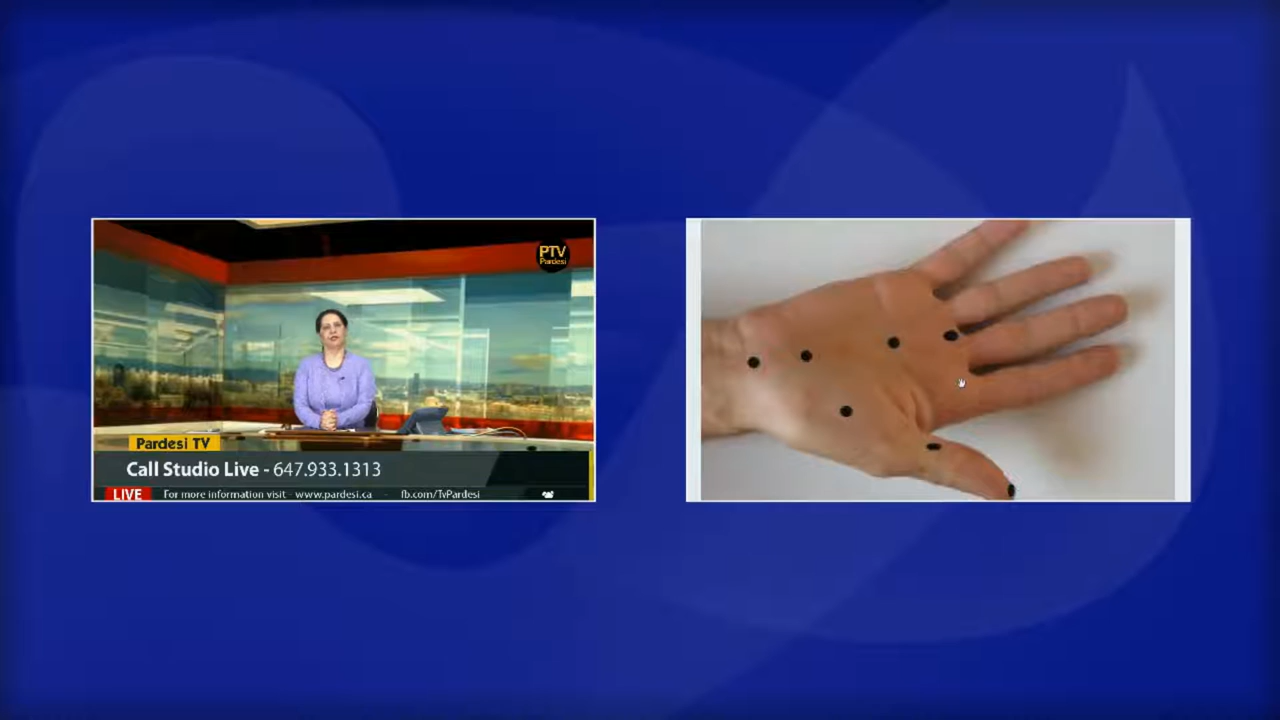 PTV
Pardesi
Pardesi TV
Call Studio Live - 647.933.1313
LIVE For more information visit - www.pardesi.ca - fb.com/TvPardesi